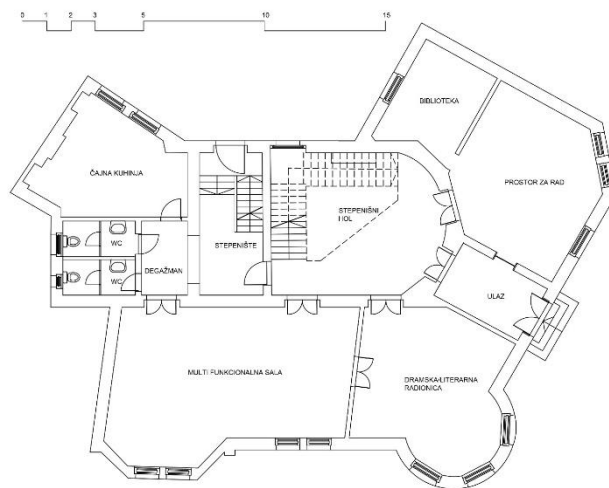 0 1 2 3 5 10 15
BIBLIOTEKA
ČAJNA KUHINJA
PROSTOR ZA RAD
STEPENIŠNI
HOL
WC
STEPENIŠTE
DEGAŽMAN
WC
ULAZ
MULTI FUNKCIONALNA SALA
DRAMSKA/LITERARNA
RADIONICA